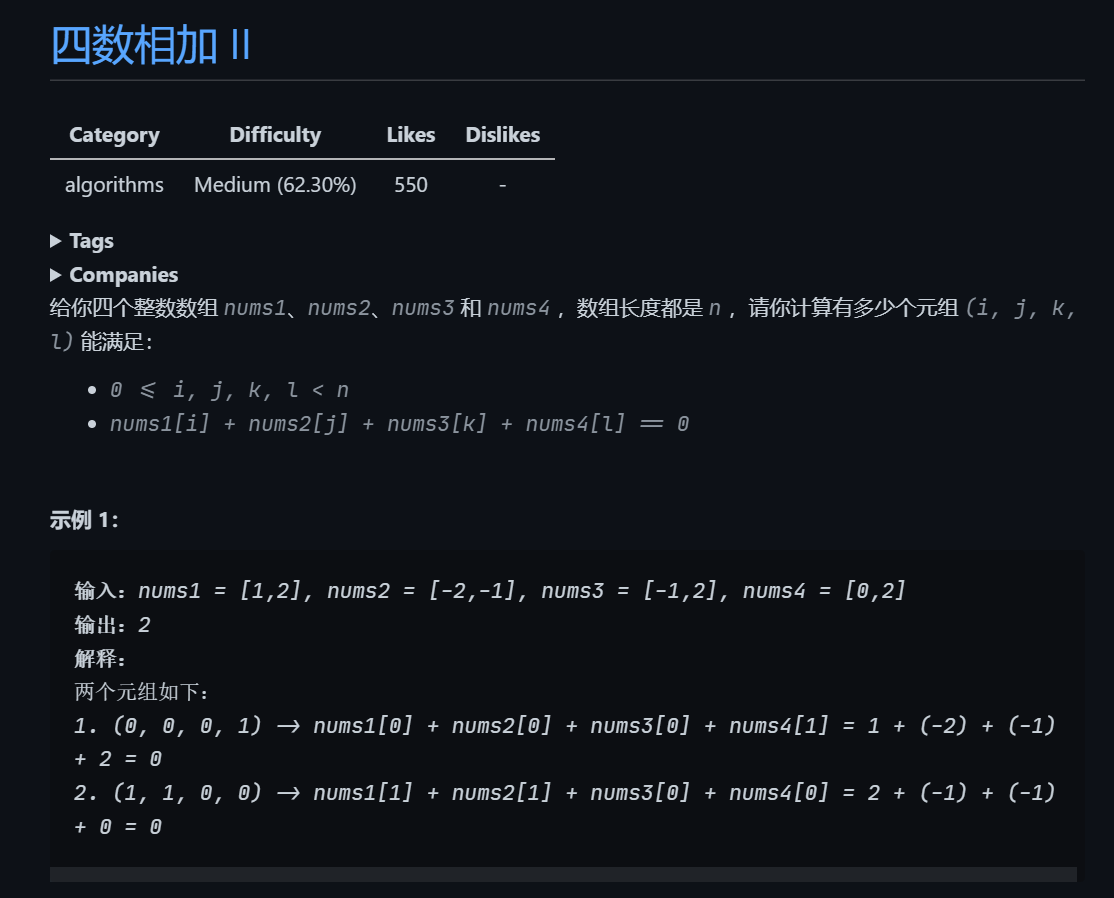 四数相加 II
Category Difficulty Likes Dislikes
algorithms Medium (62.30%) 550 -
Tags
Companies
给你四个整数数组 nums1、nums2、nums3 和 nums4 ，数组长度都是 n ，请你计算有多少个元组 (i, j, k,
l) 能满足：
0 <= i, j, k, l < n
nums1[i] + nums2[j] + nums3[k] + nums4[l] == 0
示例 1：
输入：nums1 = [1,2], nums2 = [-2,-1], nums3 = [-1,2], nums4 = [0,2]
输出：2
解释：
两个元组如下：
1. (0, 0, 0, 1) -> nums1[0] + nums2[0] + nums3[0] + nums4[1] = 1 + (-2) + (-1)
+ 2 = 0
2. (1, 1, 0, 0) -> nums1[1] + nums2[1] + nums3[0] + nums4[0] = 2 + (-1) + (-1)
+ 0 = 0